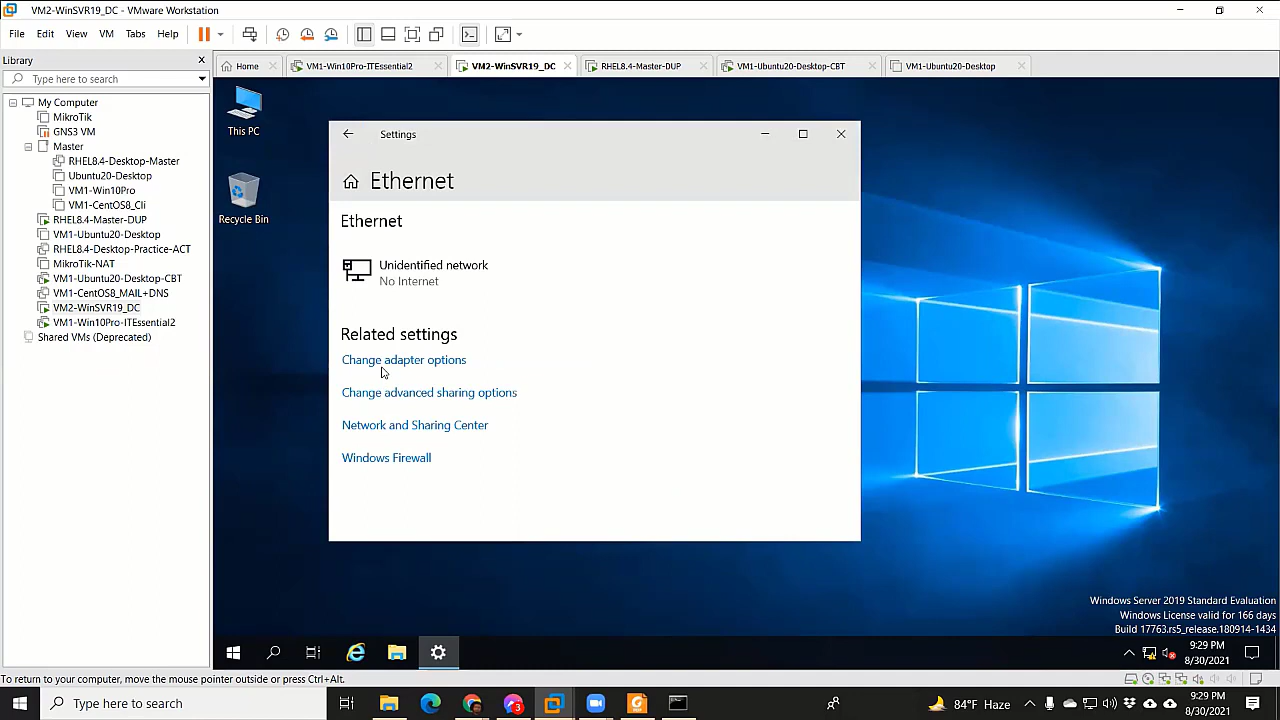 VM2-WinSVR19_DC - VMware Workstation
File Edit View VM Tabs Help
Library
Type here to search
Home
VM1-Win10Pro-ITEssential2
VM2-WinSVR19_DC
RHEL8.4-Master-DUP
VM1-Ubuntu20-Desktop-CBT
VM1-Ubuntu20-Desktop
My Computer
MikroTik
GNS3 VM
Master
RHEL8.4-Desktop-Master
Ubuntu20-Desktop
VM1-Win10Pro
VM1-CentOS8_Cli
RHEL8.4-Master-DUP
VM1-Ubuntu20-Desktop
RHEL8.4-Desktop-Practice-ACT
MikroTik-NAT
VM1-Ubuntu20-Desktop-CBT
VM1-CentOS8_MAIL+DNS
VM2-WinSVR19_DC
VM1-Win10Pro-ITEssential2
Shared VMs (Deprecated)
This PC
Recycle Bin
Settings
Ethernet
Ethernet
Unidentified network
No Internet
Related settings
Change adapter options
Change advanced sharing options
Network and Sharing Center
Windows Firewall
Windows Server 2019 Standard Evaluation
Windows License valid for 166 days
Build 17763.rs5_release.180914-1434
9:29 PM
8/30/2021
To return to your computer, move the mouse pointer outside or press Ctrl+Alt.
Type here to search
3
84°F Haze
9:29 PM
8/30/2021